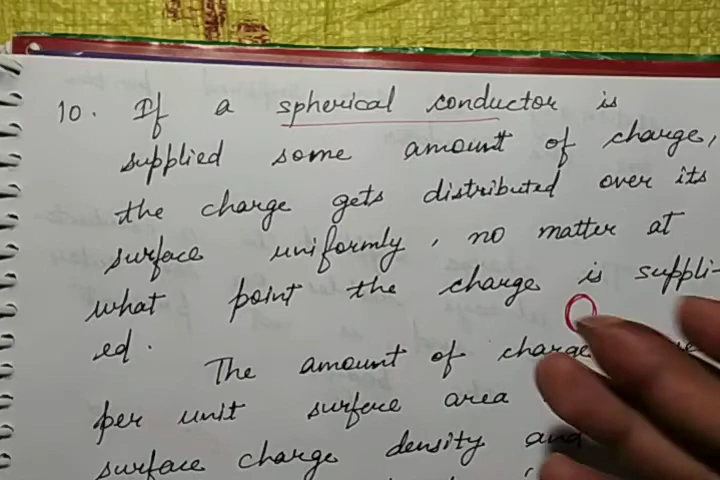 10. If a spherical conductor is
supplied some amount of charge,
the charge gets distributed over its
surface uniformly, no matter at
what point the charge is suppli-
ed.
The amount of charge
per unit surface area
surface charge density and